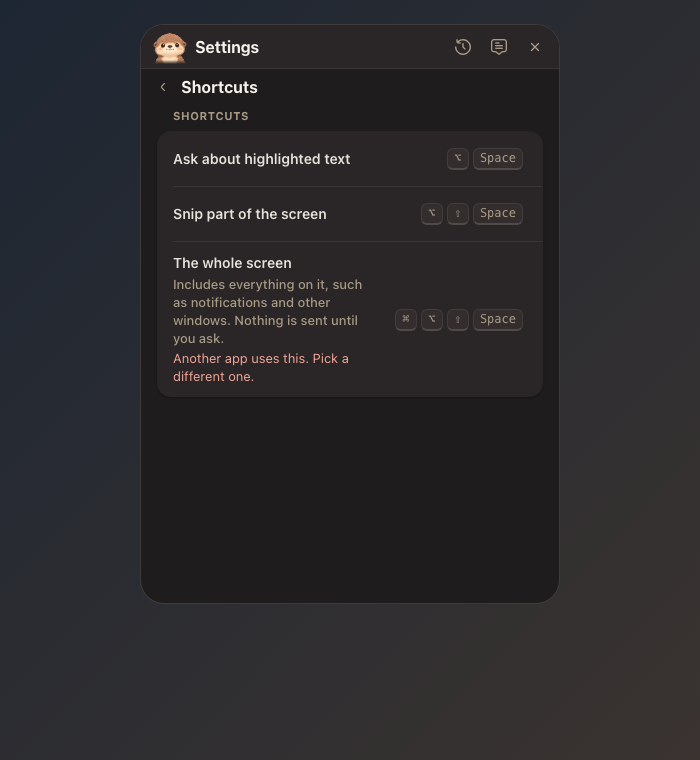 Settings
Shortcuts
SHORTCUTS
Ask about highlighted text ⌥ Space
Snip part of the screen ⌥ ⇧ Space
The whole screen
Includes everything on it, such
as notifications and other
windows. Nothing is sent until
you ask.
⌘ ⌥ ⇧ Space
Another app uses this. Pick a
different one.